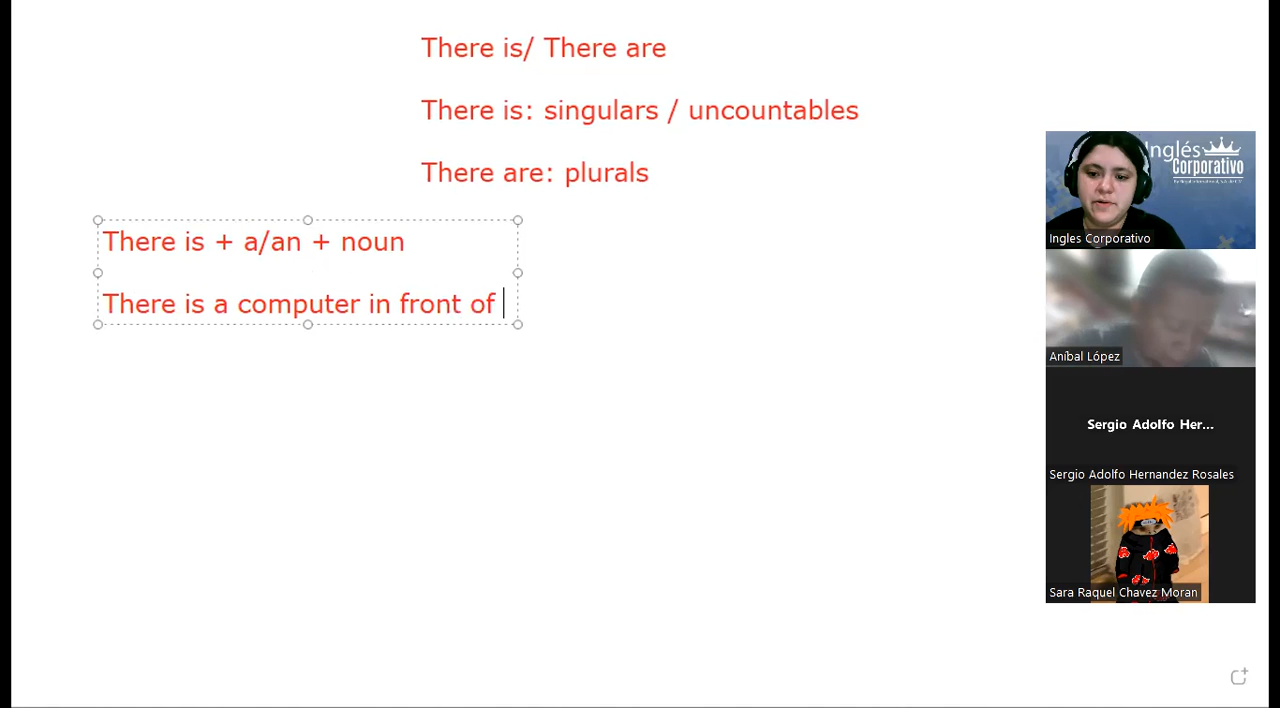 There is/ There are
There is: singulars / uncountables
There are: plurals
There is + a/an + noun
There is a computer in front of
Inglés
Corporativo
Ingles Corporativo
Aníbal López
Sergio Adolfo Her...
Sergio Adolfo Hernandez Rosales
Sara Raquel Chavez Moran